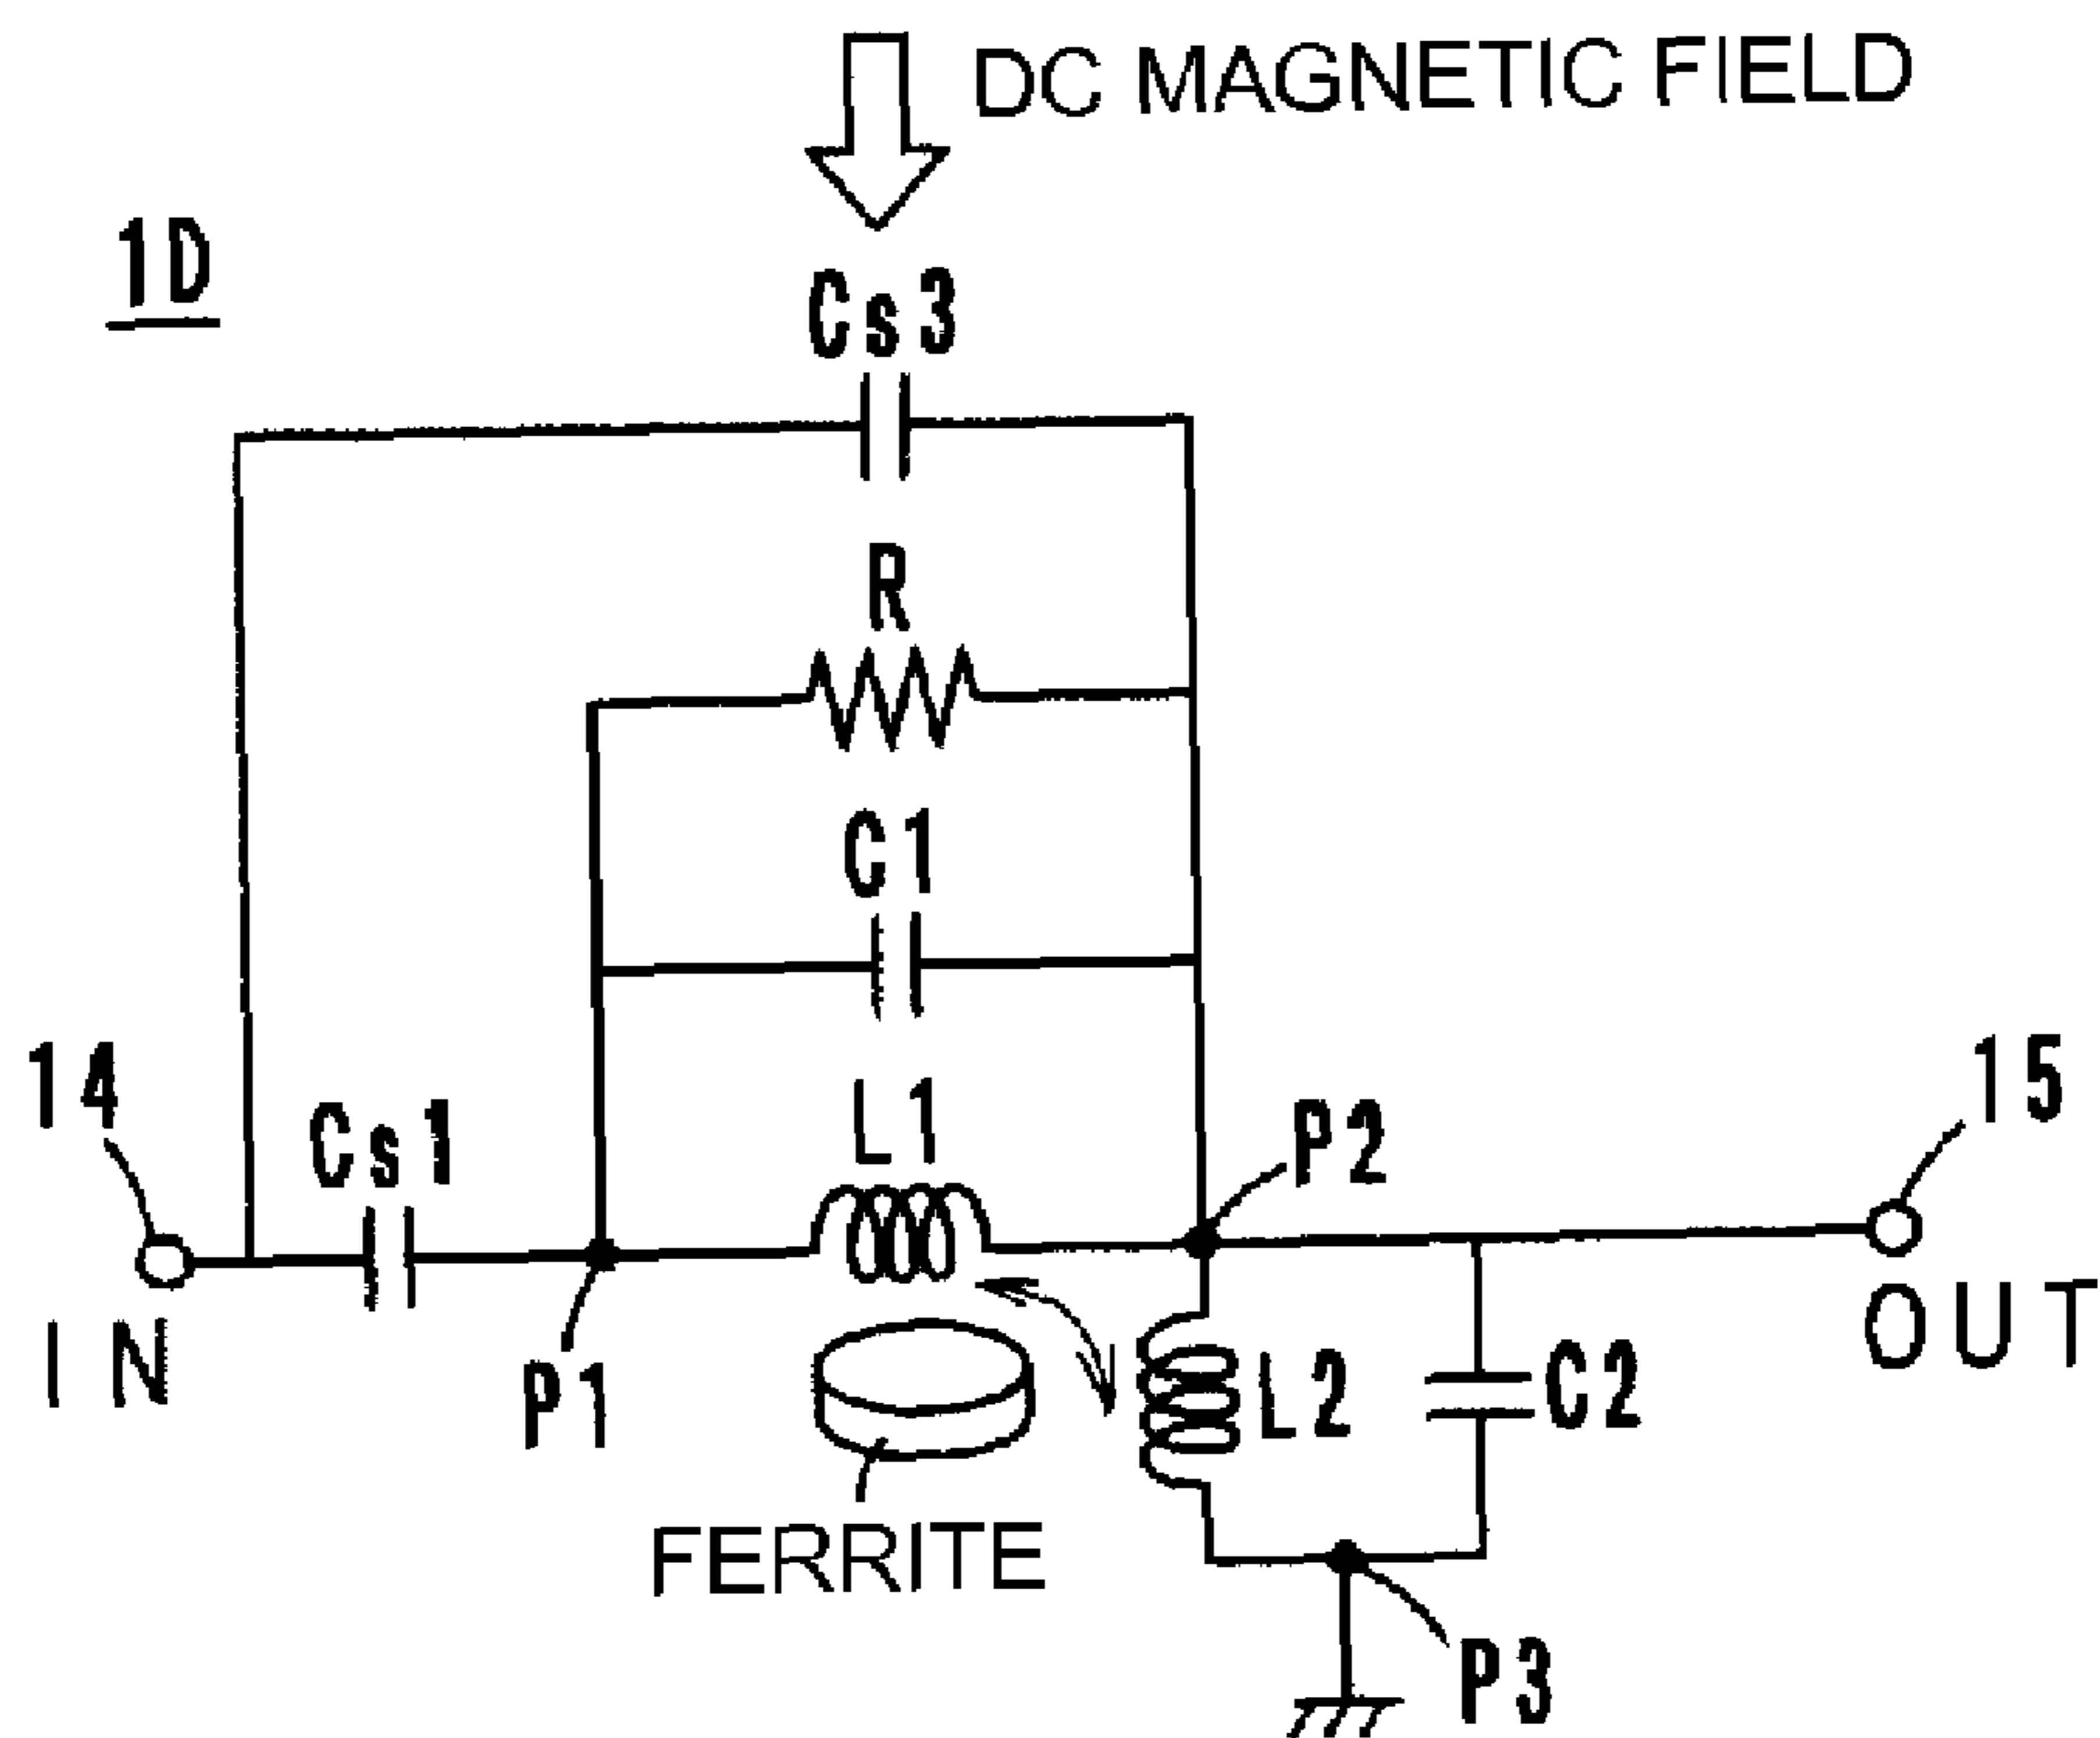 DC MAGNETIC FIELD
1D
Cs3
R
C1
14
Cs1
L1
P2
15
IN
P1
L2
C2
OUT
FERRITE
P3